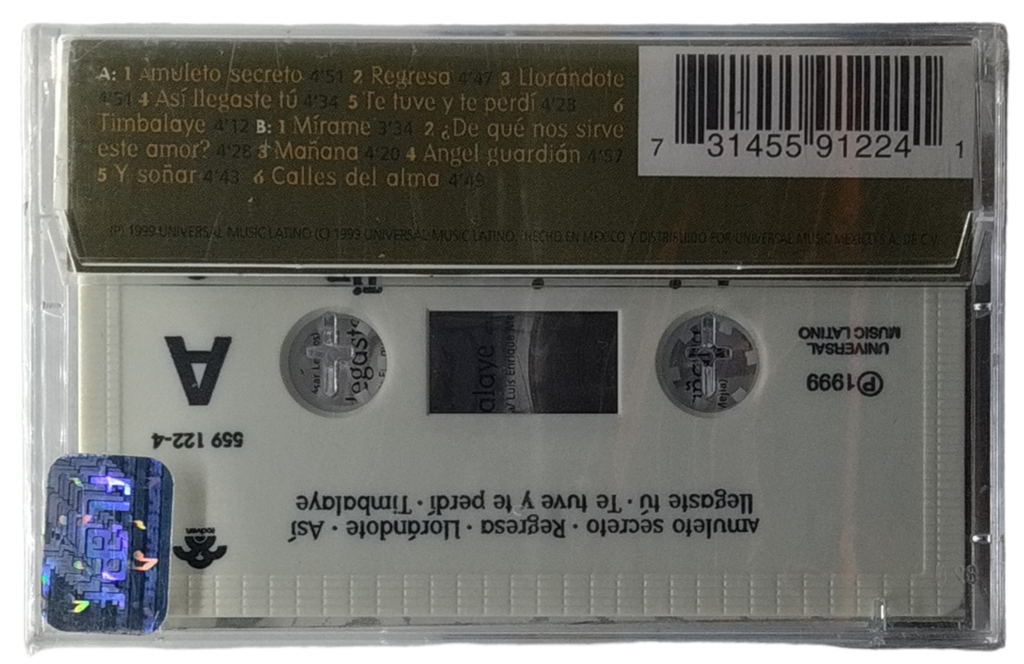 A: 1 Amuleto secreto 4'51 2 Regresa 4'47 3 Llorándote
4'51 4 Así llegaste tú 4'34 5 Te tuve y te perdí 4'28 6
Timbalaye 4'12 B: 1 Mírame 3'34 2 ¿De qué nos sirve
este amor? 4'28 3 Mañana 4'20 4 Angel guardián 4'57
5 Y soñar 4'43 6 Calles del alma 4'49
7 31455 91224 1
(P) 1999 UNIVERSAL MUSIC LATINO (C) 1999 UNIVERSAL MUSIC LATINO. HECHO EN MEXICO Y DISTRIBUIDO POR UNIVERSAL MUSIC MEXICO S.A. DE C.V.
A
egaste
alaye
Luis Enrique
UNIVERSAL
MUSIC LATINO
℗1999
559 122-4
Amuleto secreto · Regresa · Llorándote · Así
llegaste tú · Te tuve y te perdí · Timbalaye
rodven